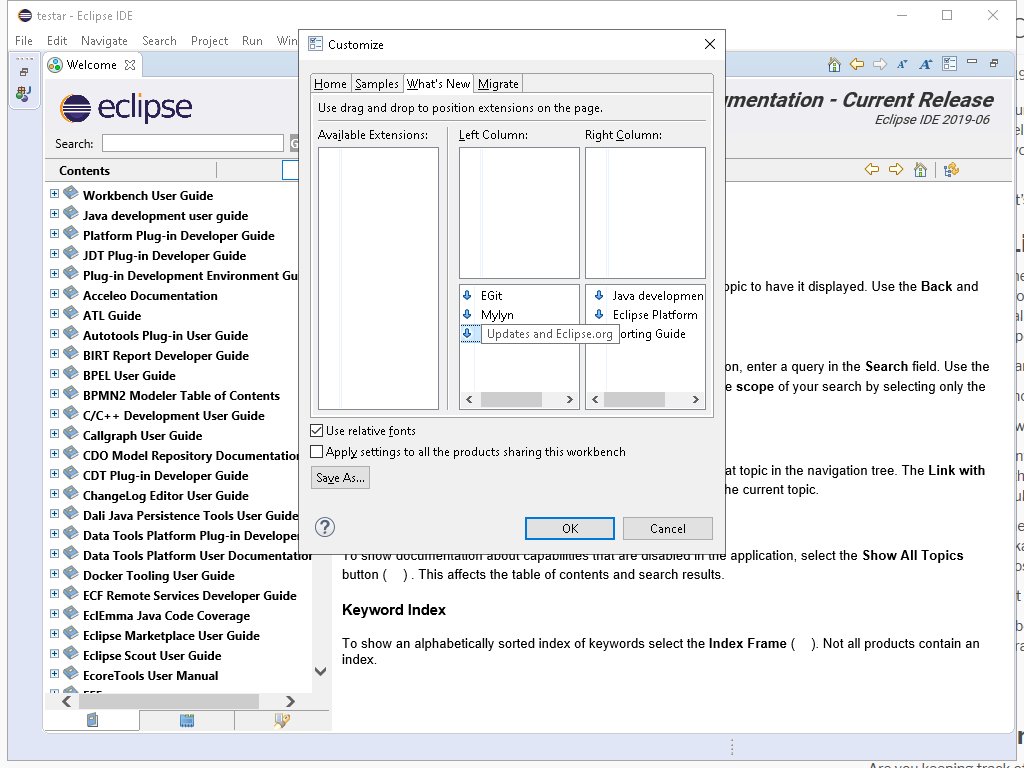 testar - Eclipse IDE
File Edit Navigate Search Project Run Win
Welcome
eclipse
mentation - Current Release
Eclipse IDE 2019-06
Search:
Contents
Workbench User Guide
Java development user guide
Platform Plug-in Developer Guide
JDT Plug-in Developer Guide
Plug-in Development Environment Gu
Acceleo Documentation
ATL Guide
Autotools Plug-in User Guide
BIRT Report Developer Guide
BPEL User Guide
BPMN2 Modeler Table of Contents
C/C++ Development User Guide
Callgraph User Guide
CDO Model Repository Documentation
CDT Plug-in Developer Guide
ChangeLog Editor User Guide
Dali Java Persistence Tools User Guide
Data Tools Platform Plug-in Develope
Data Tools Platform User Documentation
Docker Tooling User Guide
ECF Remote Services Developer Guide
EclEmma Java Code Coverage
Eclipse Marketplace User Guide
Eclipse Scout User Guide
EcoreTools User Manual
Customize
Home Samples What's New Migrate
Use drag and drop to position extensions on the page.
Available Extensions: Left Column: Right Column:
EGit
Mylyn
Updates and Eclipse.org
Java developmen
Eclipse Platform
orting Guide
Use relative fonts
Apply settings to all the products sharing this workbench
Save As...
OK Cancel
opic to have it displayed. Use the Back and
on, enter a query in the Search field. Use the
e scope of your search by selecting only the
at topic in the navigation tree. The Link with
he current topic.
To show documentation about capabilities that are disabled in the application, select the Show All Topics
button ( ) . This affects the table of contents and search results.
Keyword Index
To show an alphabetically sorted index of keywords select the Index Frame ( ). Not all products contain an
index.
Are you keeping track of